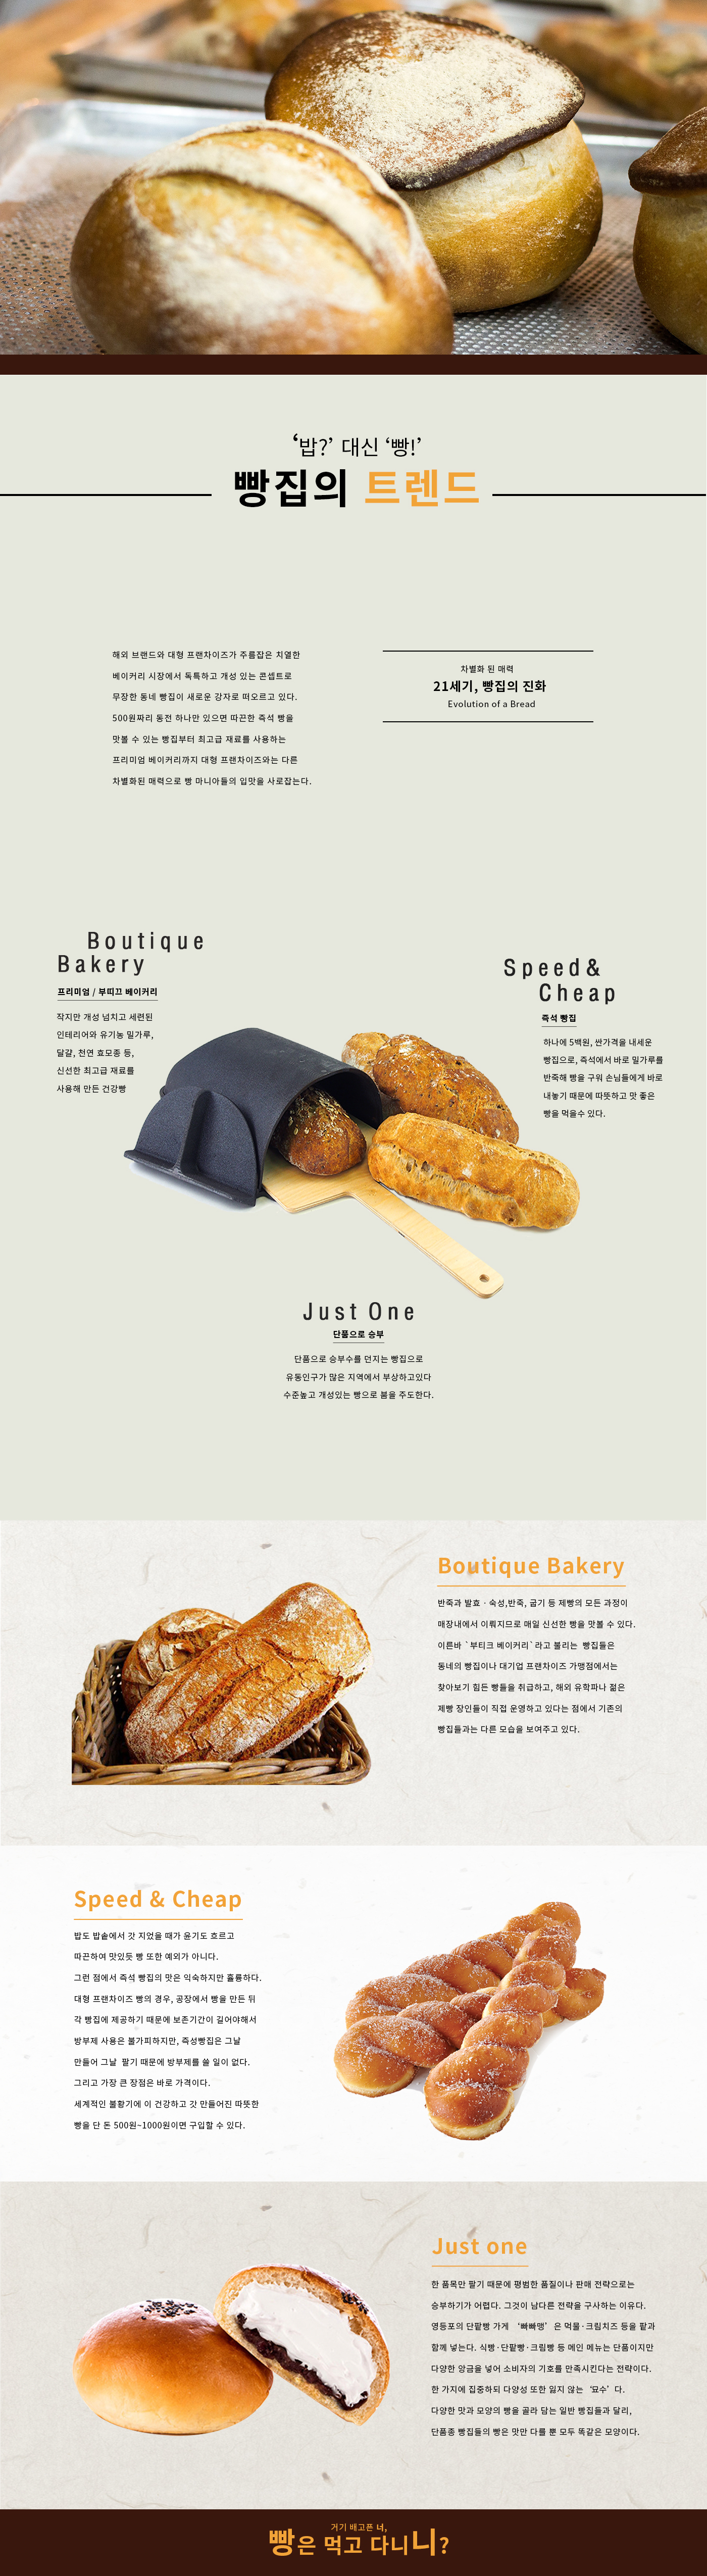 ‘밥?’ 대신 ‘빵!’
빵집의 트렌드
해외 브랜드와 대형 프랜차이즈가 주름잡은 치열한
베이커리 시장에서 독특하고 개성 있는 콘셉트로
무장한 동네 빵집이 새로운 강자로 떠오르고 있다.
500원짜리 동전 하나만 있으면 따끈한 즉석 빵을
맛볼 수 있는 빵집부터 최고급 재료를 사용하는
프리미엄 베이커리까지 대형 프랜차이즈와는 다른
차별화된 매력으로 빵 마니아들의 입맛을 사로잡는다.
차별화 된 매력
21세기, 빵집의 진화
Evolution of a Bread
Boutique
Bakery
프리미엄 / 부띠끄 베이커리
작지만 개성 넘치고 세련된
인테리어와 유기농 밀가루,
달걀, 천연 효모종 등,
신선한 최고급 재료를
사용해 만든 건강빵
Speed&
Cheap
즉석 빵집
하나에 5백원, 싼가격을 내세운
빵집으로, 즉석에서 바로 밀가루를
반죽해 빵을 구워 손님들에게 바로
내놓기 때문에 따뜻하고 맛 좋은
빵을 먹을수 있다.
Just One
단품으로 승부
단품으로 승부수를 던지는 빵집으로
유동인구가 많은 지역에서 부상하고있다
수준높고 개성있는 빵으로 붐을 주도한다.
Boutique Bakery
반죽과 발효 · 숙성,반죽, 굽기 등 제빵의 모든 과정이
매장내에서 이뤄지므로 매일 신선한 빵을 맛볼 수 있다.
이른바 `부티크 베이커리`라고 불리는 빵집들은
동네의 빵집이나 대기업 프랜차이즈 가맹점에서는
찾아보기 힘든 빵들을 취급하고, 해외 유학파나 젊은
제빵 장인들이 직접 운영하고 있다는 점에서 기존의
빵집들과는 다른 모습을 보여주고 있다.
Speed & Cheap
밥도 밥솥에서 갓 지었을 때가 윤기도 흐르고
따끈하여 맛있듯 빵 또한 예외가 아니다.
그런 점에서 즉석 빵집의 맛은 익숙하지만 훌륭하다.
대형 프랜차이즈 빵의 경우, 공장에서 빵을 만든 뒤
각 빵집에 제공하기 때문에 보존기간이 길어야해서
방부제 사용은 불가피하지만, 즉성빵집은 그날
만들어 그날 팔기 때문에 방부제를 쓸 일이 없다.
그리고 가장 큰 장점은 바로 가격이다.
세계적인 불황기에 이 건강하고 갓 만들어진 따뜻한
빵을 단 돈 500원~1000원이면 구입할 수 있다.
Just one
한 품목만 팔기 때문에 평범한 품질이나 판매 전략으로는
승부하기가 어렵다. 그것이 남다른 전략을 구사하는 이유다.
영등포의 단팥빵 가게 ‘빠빠맹’ 은 먹물·크림치즈 등을 팥과
함께 넣는다. 식빵·단팥빵·크림빵 등 메인 메뉴는 단품이지만
다양한 앙금을 넣어 소비자의 기호를 만족시킨다는 전략이다.
한 가지에 집중하되 다양성 또한 잃지 않는 ‘묘수’ 다.
다양한 맛과 모양의 빵을 골라 담는 일반 빵집들과 달리,
단품종 빵집들의 빵은 맛만 다를 뿐 모두 똑같은 모양이다.
거기 배고픈 너,
빵은 먹고 다니니?